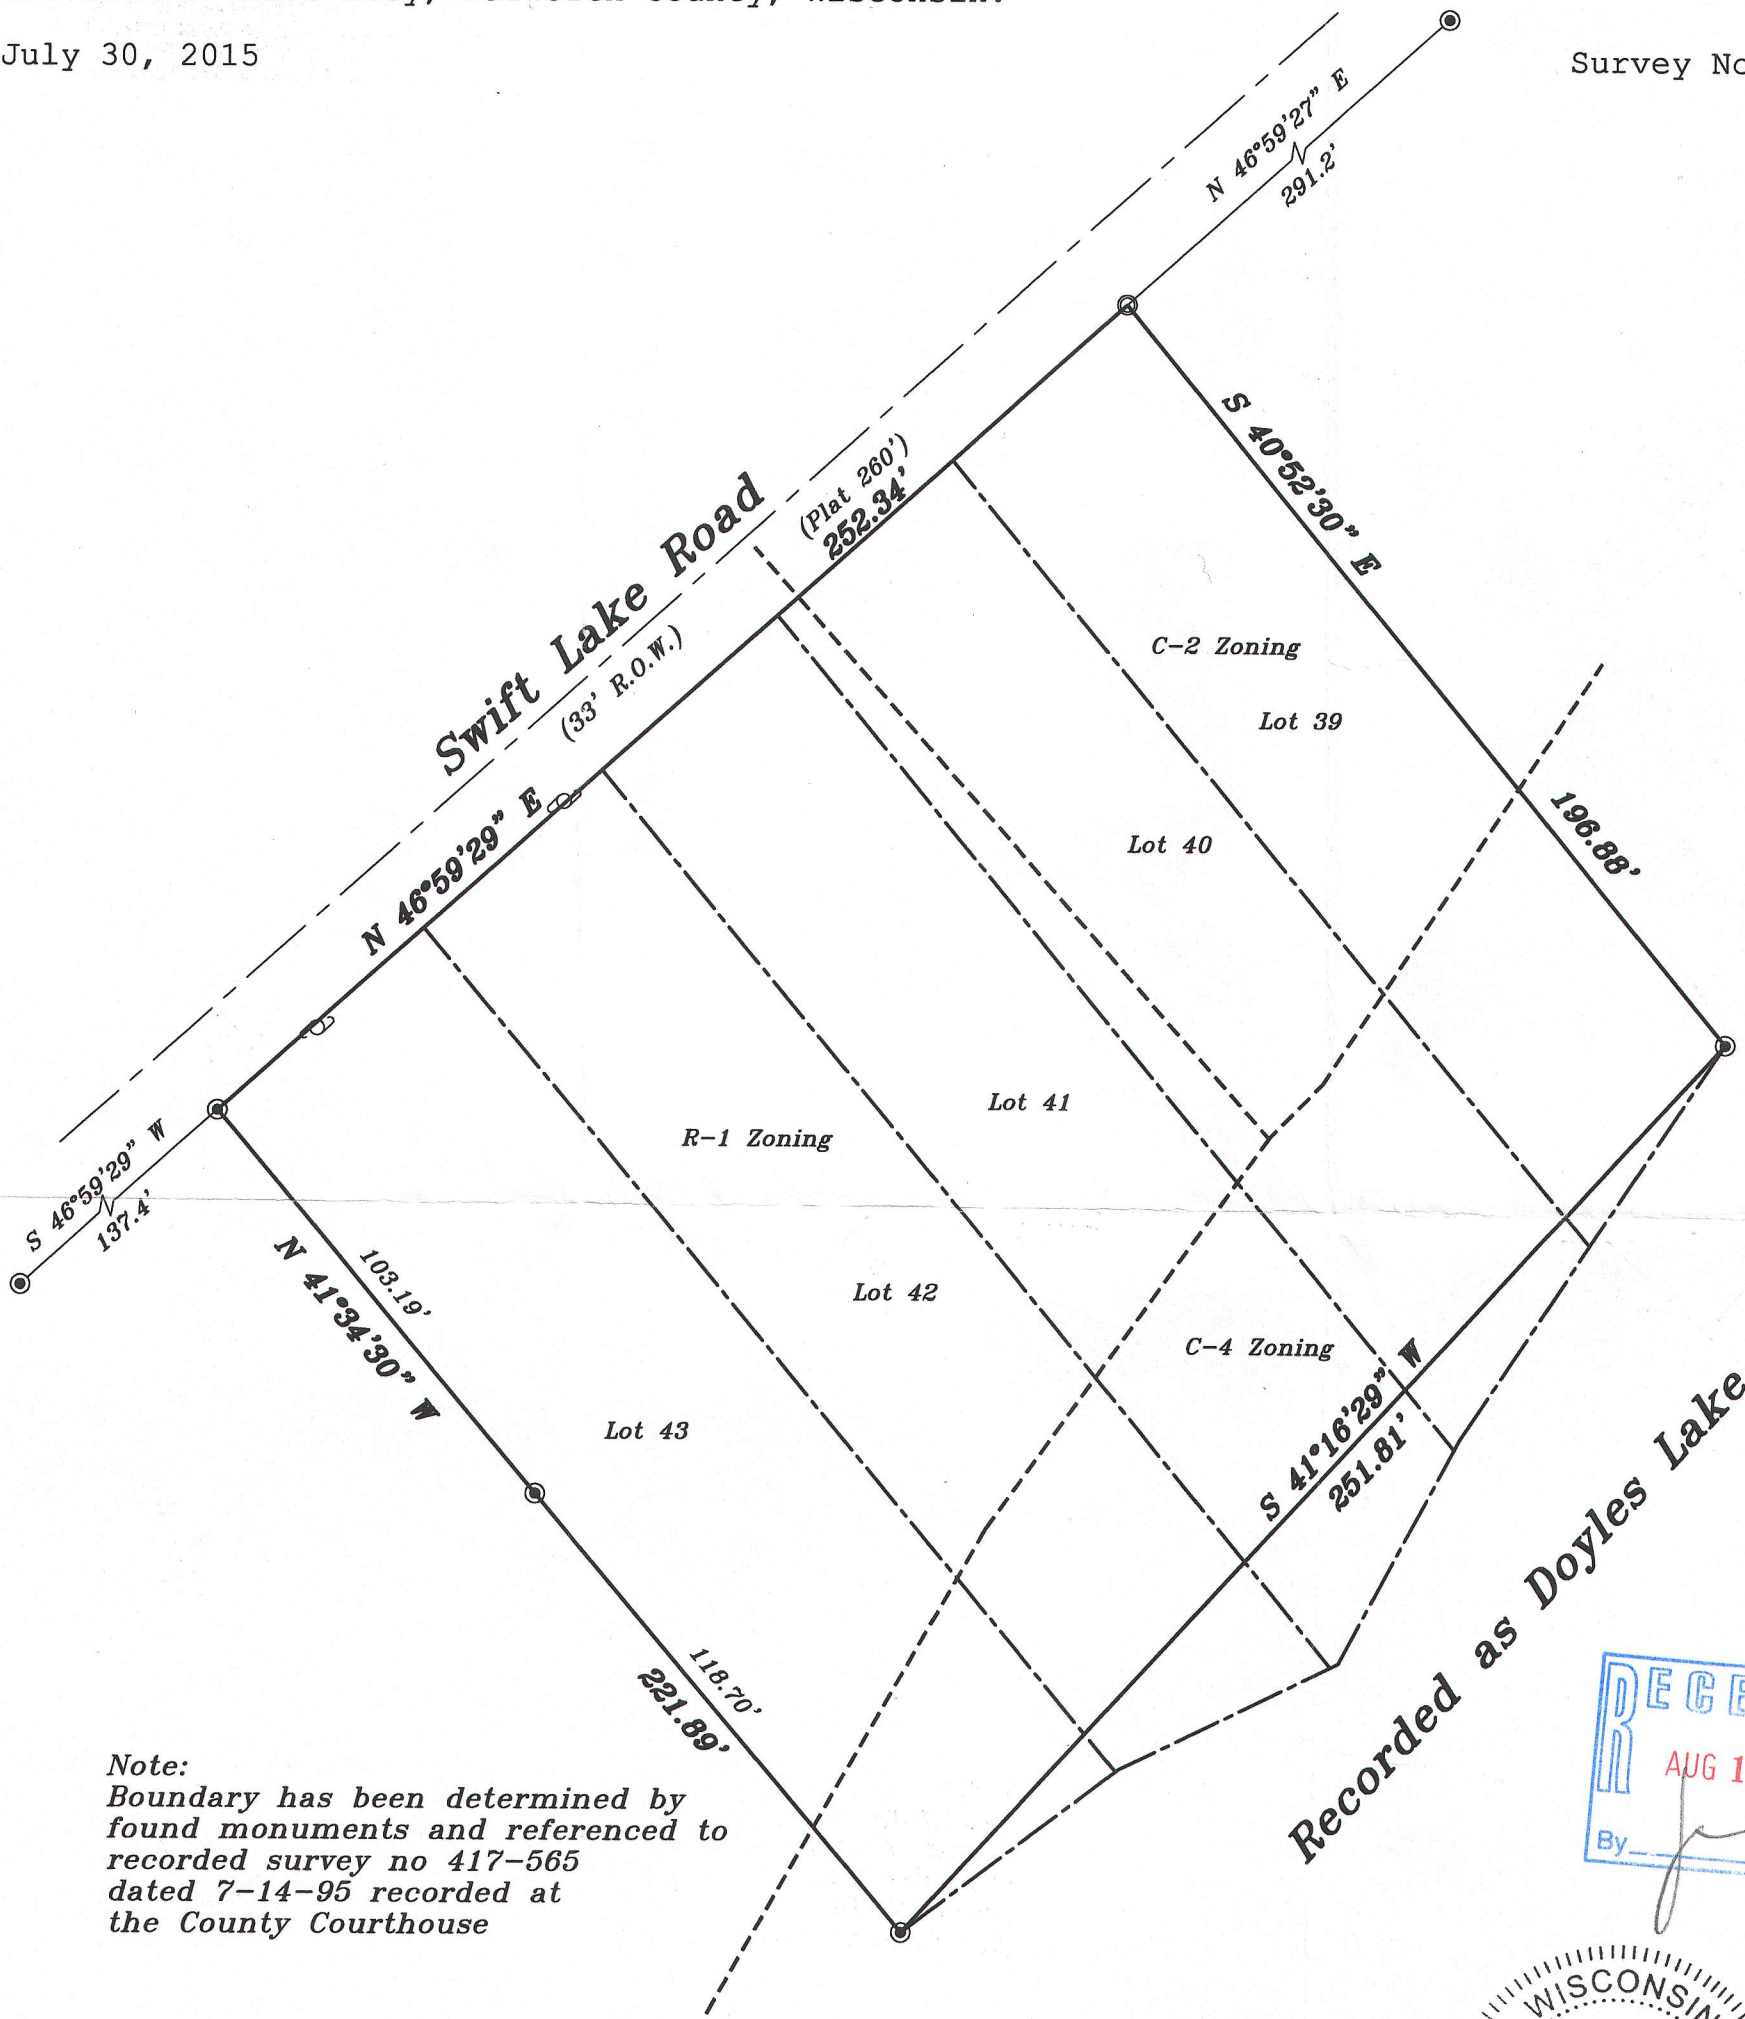 July 30, 2015
Survey No
N 46°59'27" E
291.2'
S 40°52'30" E
196.88'
(Plat 260')
252.34'
Swift Lake Road
(33' R.O.W.)
N 46°59'29" E
C-2 Zoning
Lot 39
Lot 40
Lot 41
R-1 Zoning
Lot 42
C-4 Zoning
Lot 43
S 46°59'29" W
137.4'
103.19'
N 41°34'30" W
118.70'
221.89'
S 41°16'29" W
251.81'
Recorded as Doyles Lake
Note:
Boundary has been determined by
found monuments and referenced to
recorded survey no 417-565
dated 7-14-95 recorded at
the County Courthouse
RECE
AUG 1
By
WISCONSIN